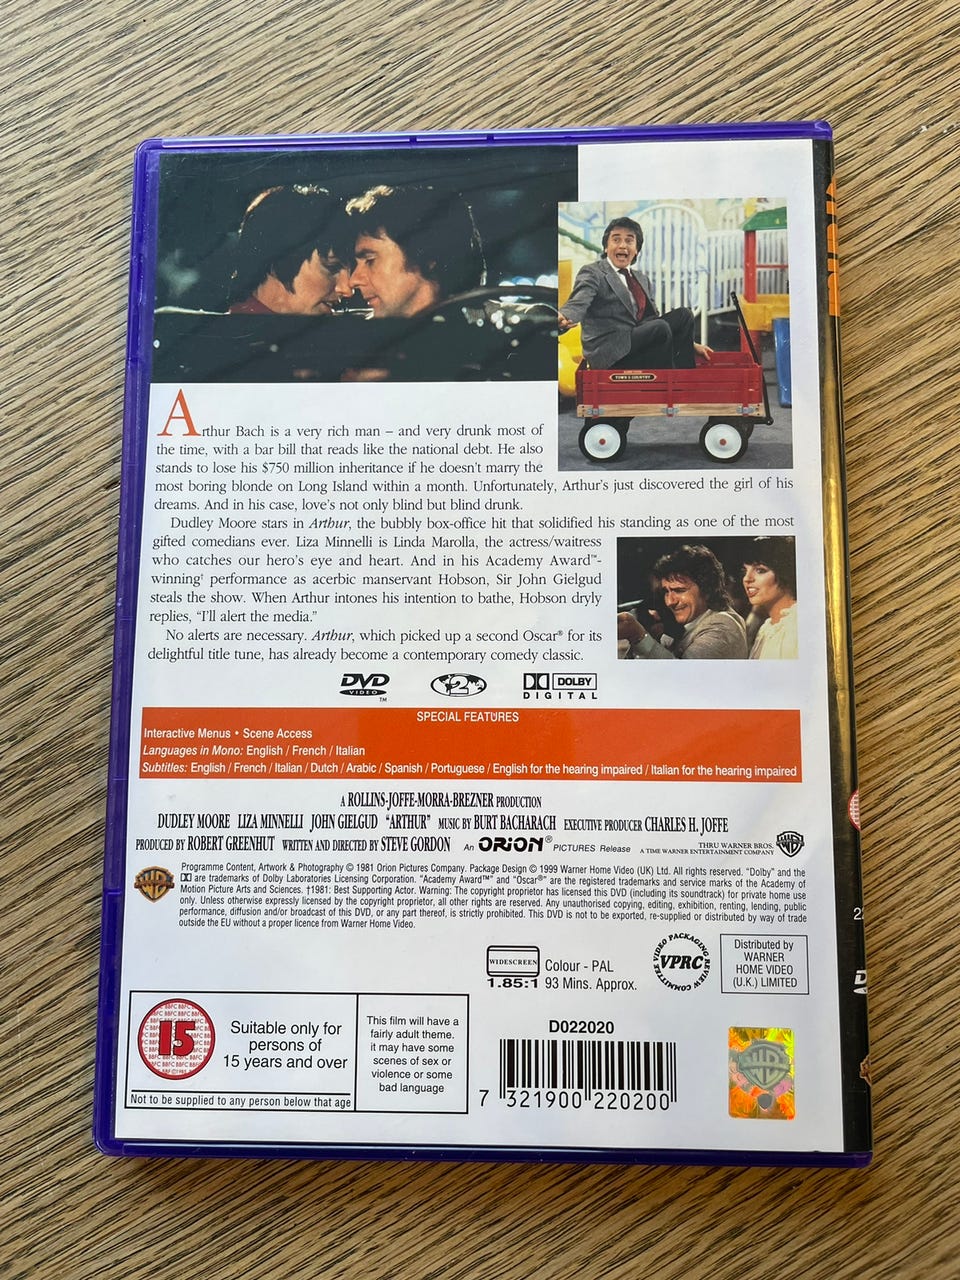 TOWN & COUNTRY
Arthur Bach is a very rich man – and very drunk most of
the time, with a bar bill that reads like the national debt. He also
stands to lose his $750 million inheritance if he doesn't marry the
most boring blonde on Long Island within a month. Unfortunately, Arthur's just discovered the girl of his
dreams. And in his case, love's not only blind but blind drunk.
Dudley Moore stars in Arthur, the bubbly box-office hit that solidified his standing as one of the most
gifted comedians ever. Liza Minnelli is Linda Marolla, the actress/waitress
who catches our hero's eye and heart. And in his Academy Award™-
winning† performance as acerbic manservant Hobson, Sir John Gielgud
steals the show. When Arthur intones his intention to bathe, Hobson dryly
replies, “I'll alert the media.”
No alerts are necessary. Arthur, which picked up a second Oscar® for its
delightful title tune, has already become a contemporary comedy classic.
DVD
VIDEO
TM
2
DOLBY
DIGITAL
SPECIAL FEATURES
Interactive Menus • Scene Access
Languages in Mono: English / French / Italian
Subtitles: English / French / Italian / Dutch / Arabic / Spanish / Portuguese / English for the hearing impaired / Italian for the hearing impaired
A ROLLINS-JOFFE-MORRA-BREZNER PRODUCTION
DUDLEY MOORE LIZA MINNELLI JOHN GIELGUD “ARTHUR” MUSIC BY BURT BACHARACH EXECUTIVE PRODUCER CHARLES H. JOFFE
PRODUCED BY ROBERT GREENHUT WRITTEN AND DIRECTED BY STEVE GORDON An ORION® PICTURES Release
THRU WARNER BROS.
A TIME WARNER ENTERTAINMENT COMPANY
Programme Content, Artwork & Photography © 1981 Orion Pictures Company. Package Design © 1999 Warner Home Video (UK) Ltd. All rights reserved. “Dolby” and the
are trademarks of Dolby Laboratories Licensing Corporation. “Academy Award™” and “Oscar®” are the registered trademarks and service marks of the Academy of
Motion Picture Arts and Sciences. †1981: Best Supporting Actor. Warning: The copyright proprietor has licensed this DVD (including its soundtrack) for private home use
only. Unless otherwise expressly licensed by the copyright proprietor, all other rights are reserved. Any unauthorised copying, editing, exhibition, renting, lending, public
performance, diffusion and/or broadcast of this DVD, or any part thereof, is strictly prohibited. This DVD is not to be exported, re-supplied or distributed by way of trade
outside the EU without a proper licence from Warner Home Video.
WIDESCREEN
1.85:1
Colour - PAL
93 Mins. Approx.
VIDEO PACKAGING REVIEW COMMITTEE
VPRC
Distributed by
WARNER
HOME VIDEO
(U.K.) LIMITED
15
Suitable only for
persons of
15 years and over
Not to be supplied to any person below that age
This film will have a
fairly adult theme.
it may have some
scenes of sex or
violence or some
bad language
D022020
7 321900 220200